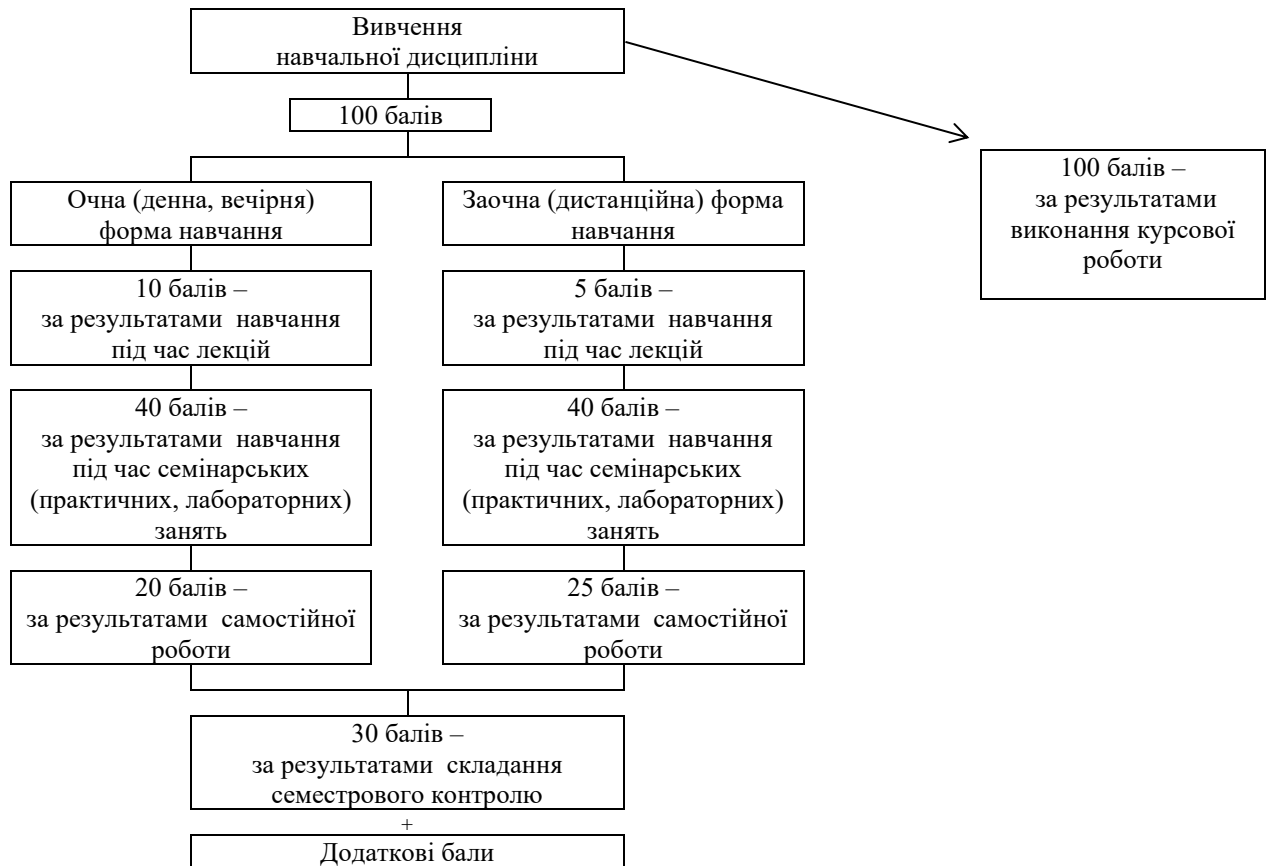 Вивчення
навчальної дисципліни
100 балів
100 балів –
за результатами
виконання курсової
роботи
Очна (денна, вечірня)
форма навчання
Заочна (дистанційна) форма
навчання
10 балів –
за результатами навчання
під час лекцій
5 балів –
за результатами навчання
під час лекцій
40 балів –
за результатами навчання
під час семінарських
(практичних, лабораторних)
занять
40 балів –
за результатами навчання
під час семінарських
(практичних, лабораторних)
занять
20 балів –
за результатами самостійної
роботи
25 балів –
за результатами самостійної
роботи
30 балів –
за результатами складання
семестрового контролю
+
Додаткові бали